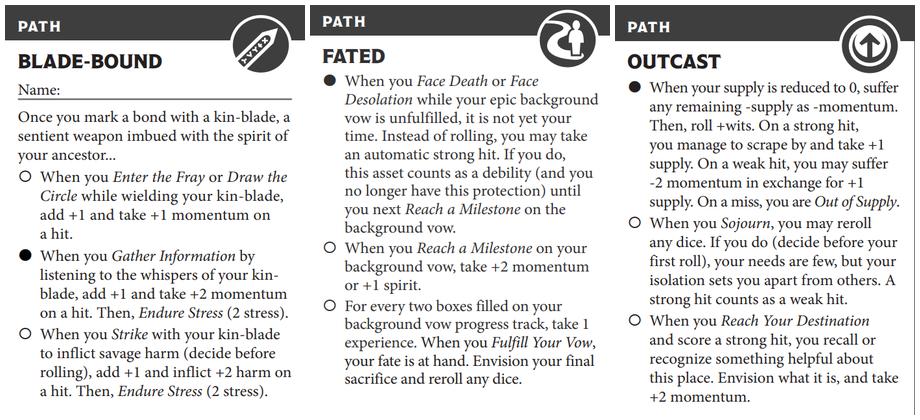 PATH
BLADE-BOUND
Name:
Once you mark a bond with a kin-blade, a
sentient weapon imbued with the spirit of
your ancestor...
When you Enter the Fray or Draw the
Circle while wielding your kin-blade,
add +1 and take +1 momentum on
a hit.
When you Gather Information by
listening to the whispers of your kin-
blade, add +1 and take +2 momentum
on a hit. Then, Endure Stress (2 stress).
When you Strike with your kin-blade
to inflict savage harm (decide before
rolling), add +1 and inflict +2 harm on
a hit. Then, Endure Stress (2 stress).
PATH
FATED
When you Face Death or Face
Desolation while your epic background
vow is unfulfilled, it is not yet your
time. Instead of rolling, you may take
an automatic strong hit. If you do,
this asset counts as a debility (and you
no longer have this protection) until
you next Reach a Milestone on the
background vow.
When you Reach a Milestone on your
background vow, take +2 momentum
or +1 spirit.
For every two boxes filled on your
background vow progress track, take 1
experience. When you Fulfill Your Vow,
your fate is at hand. Envision your final
sacrifice and reroll any dice.
PATH
OUTCAST
When your supply is reduced to 0, suffer
any remaining -supply as -momentum.
Then, roll +wits. On a strong hit,
you manage to scrape by and take +1
supply. On a weak hit, you may suffer
-2 momentum in exchange for +1
supply. On a miss, you are Out of Supply.
When you Sojourn, you may reroll
any dice. If you do (decide before your
first roll), your needs are few, but your
isolation sets you apart from others. A
strong hit counts as a weak hit.
When you Reach Your Destination
and score a strong hit, you recall or
recognize something helpful about
this place. Envision what it is, and take
+2 momentum.